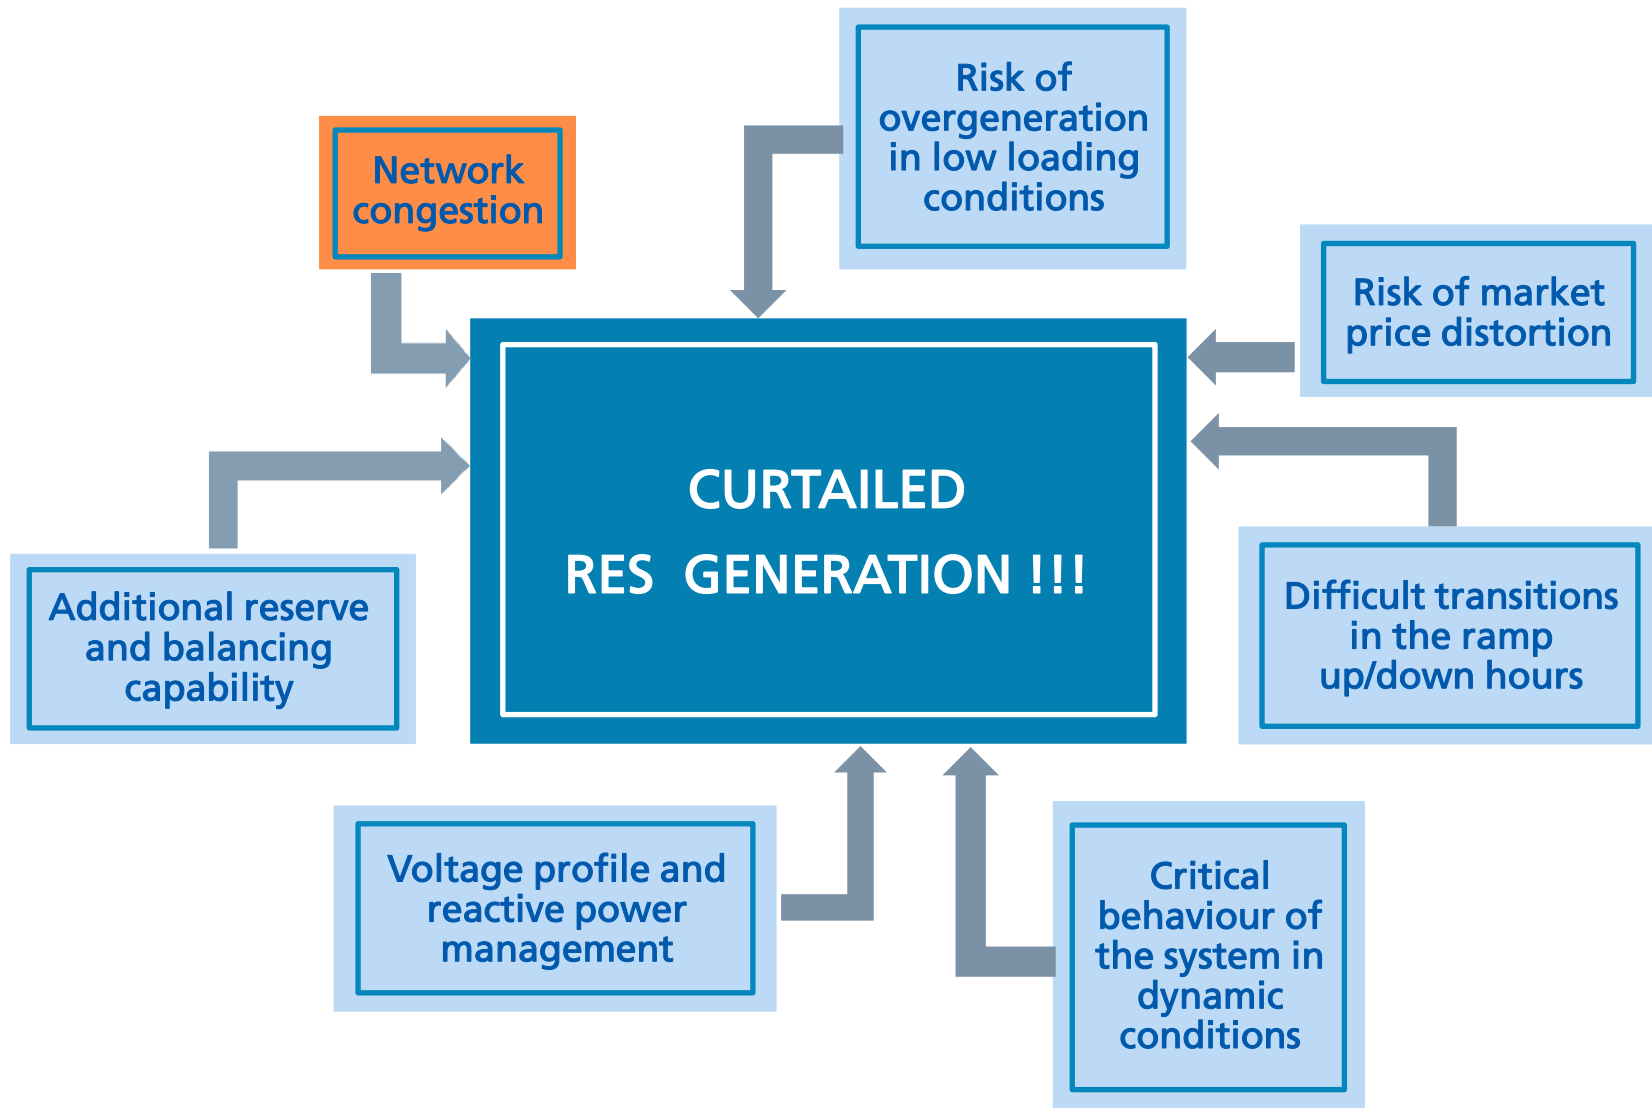 Risk of
overgeneration
in low loading
conditions
Network
congestion
Risk of market
price distortion
CURTAILED
RES GENERATION !!!
Additional reserve
and balancing
capability
Difficult transitions
in the ramp
up/down hours
Voltage profile and
reactive power
management
Critical
behaviour of
the system in
dynamic
conditions